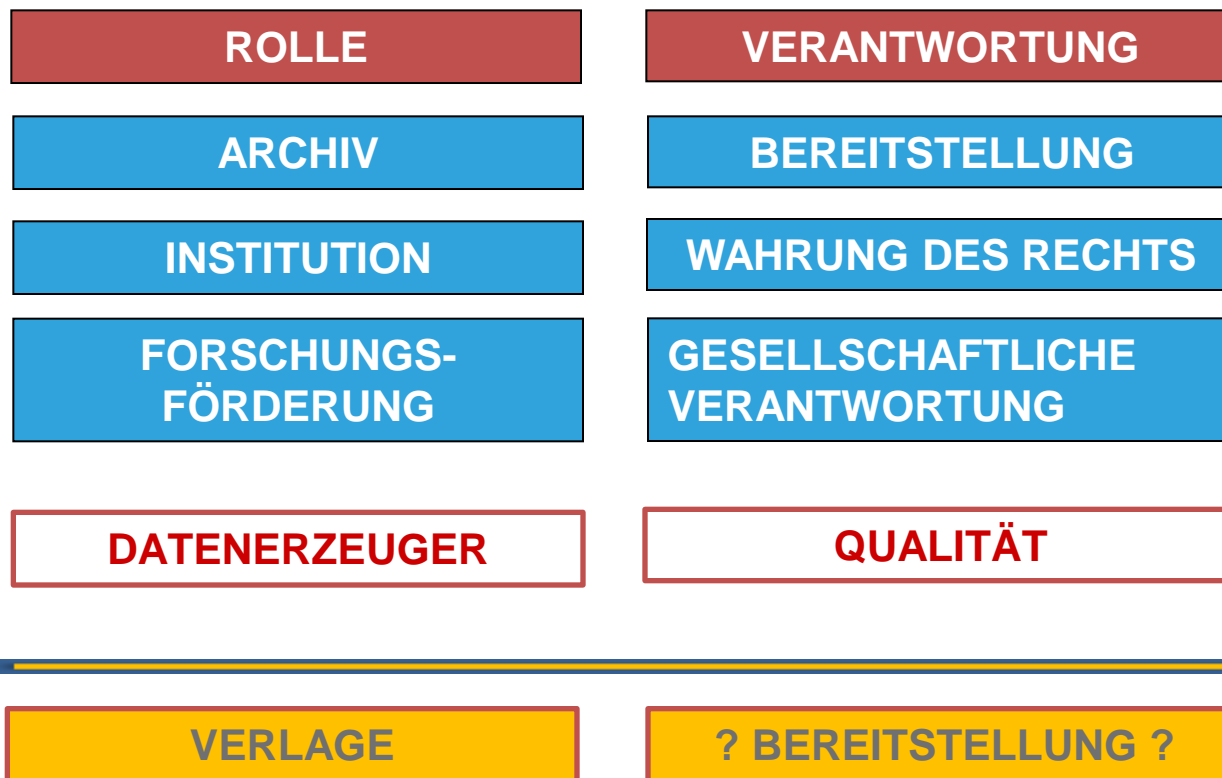 ROLLE
VERANTWORTUNG
ARCHIV
BEREITSTELLUNG
INSTITUTION
WAHRUNG DES RECHTS
FORSCHUNGS-
FÖRDERUNG
GESELLSCHAFTLICHE
VERANTWORTUNG
DATENERZEUGER
QUALITÄT
VERLAGE
? BEREITSTELLUNG ?